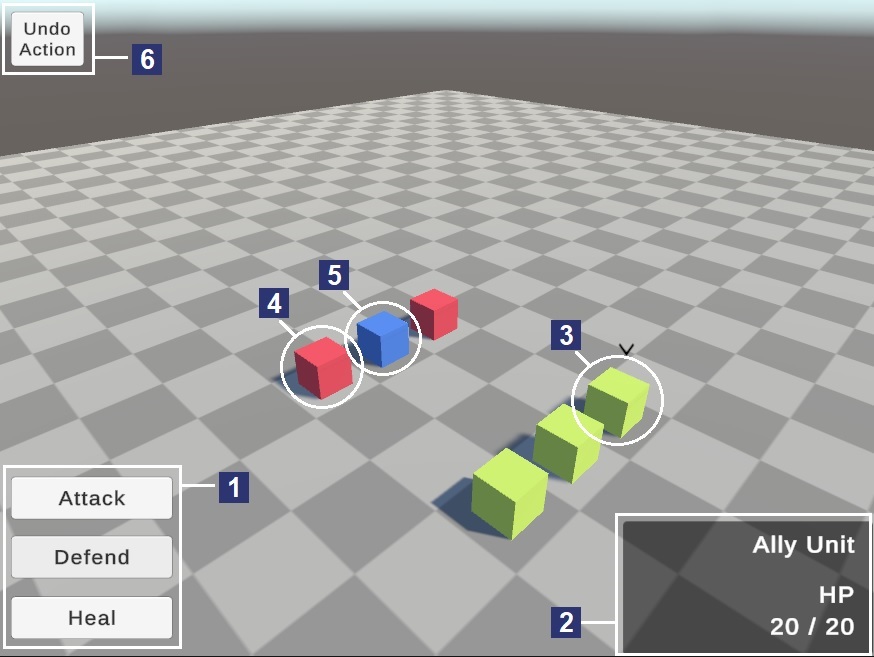 Undo
Action
6
5
4
3
Attack
1
Defend
Heal
Ally Unit
HP
20 / 20
2